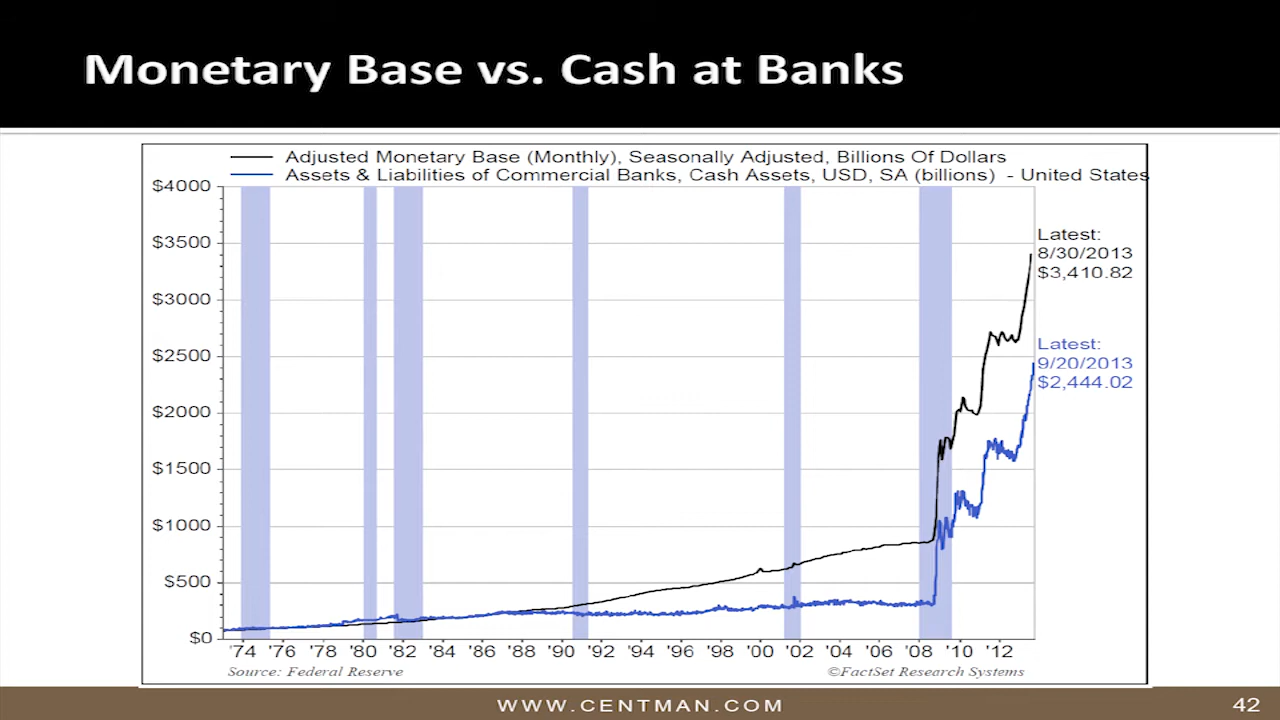 Monetary Base vs. Cash at Banks
Adjusted Monetary Base (Monthly), Seasonally Adjusted, Billions Of Dollars
Assets & Liabilities of Commercial Banks, Cash Assets, USD, SA (billions) - United States
$4000
$3500
$3000
$2500
$2000
$1500
$1000
$500
$0
Latest:
8/30/2013
$3,410.82
Latest:
9/20/2013
$2,444.02
'74 '76 '78 '80 '82 '84 '86 '88 '90 '92 '94 '96 '98 '00 '02 '04 '06 '08 '10 '12
Source: Federal Reserve ©FactSet Research Systems
WWW.CENTMAN.COM 42